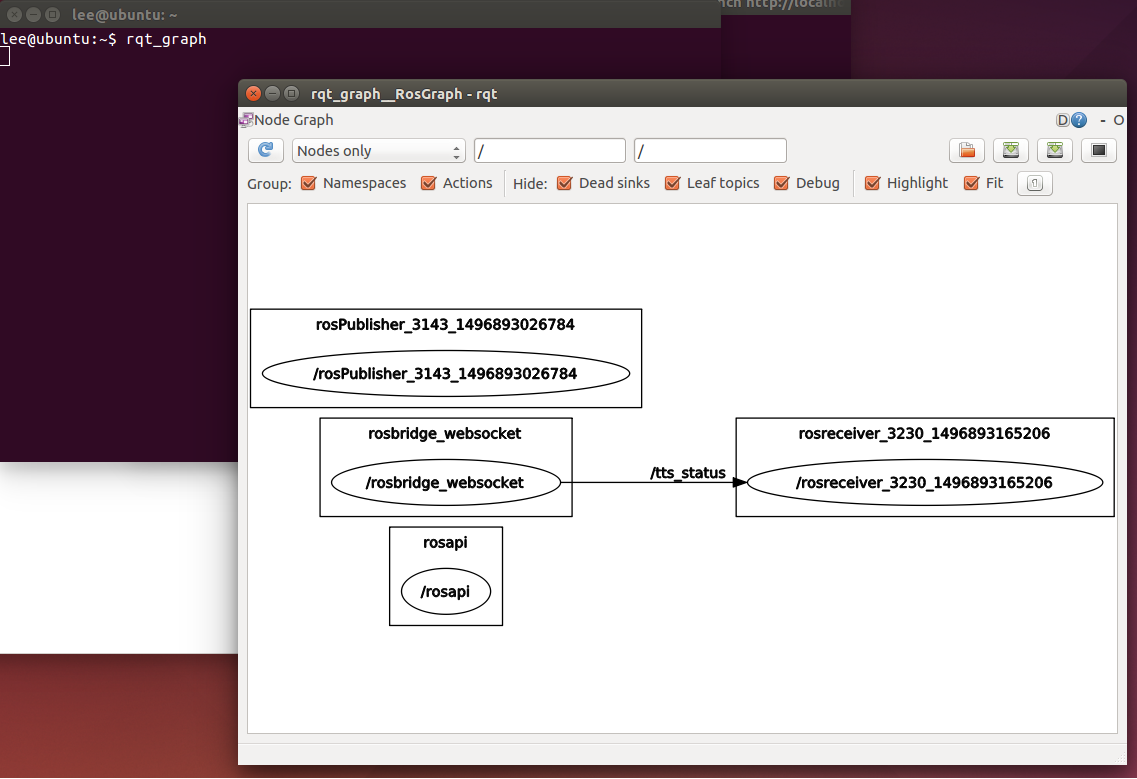 lee@ubuntu: ~
nch http://localh
lee@ubuntu:~$ rqt_graph
rqt_graph__RosGraph - rqt
Node Graph
D ? - O
Nodes only / /
Group: Namespaces Actions Hide: Dead sinks Leaf topics Debug Highlight Fit
rosPublisher_3143_1496893026784
/rosPublisher_3143_1496893026784
rosbridge_websocket rosreceiver_3230_1496893165206
/tts_status
/rosbridge_websocket /rosreceiver_3230_1496893165206
rosapi
/rosapi